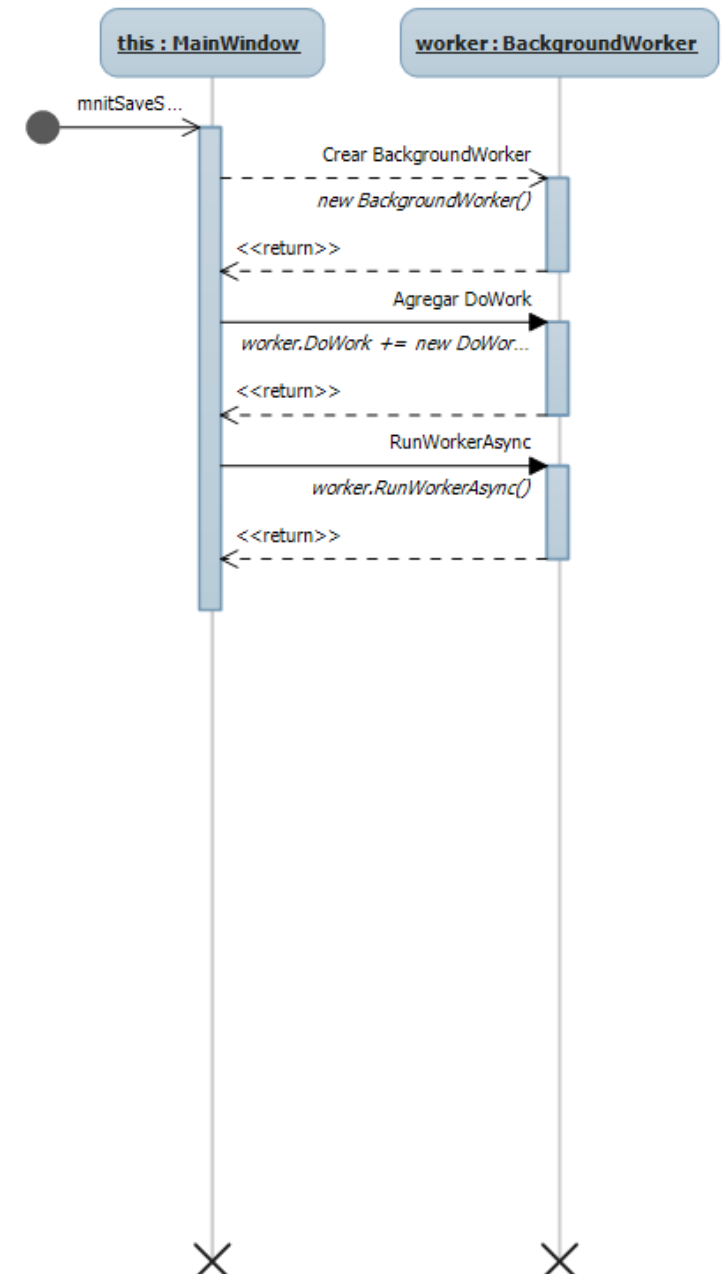 this : MainWindow
worker : BackgroundWorker
mnitSaveS...
Crear BackgroundWorker
new BackgroundWorker()
<<return>>
Agregar DoWork
worker.DoWork += new DoWor...
<<return>>
RunWorkerAsync
worker.RunWorkerAsync()
<<return>>